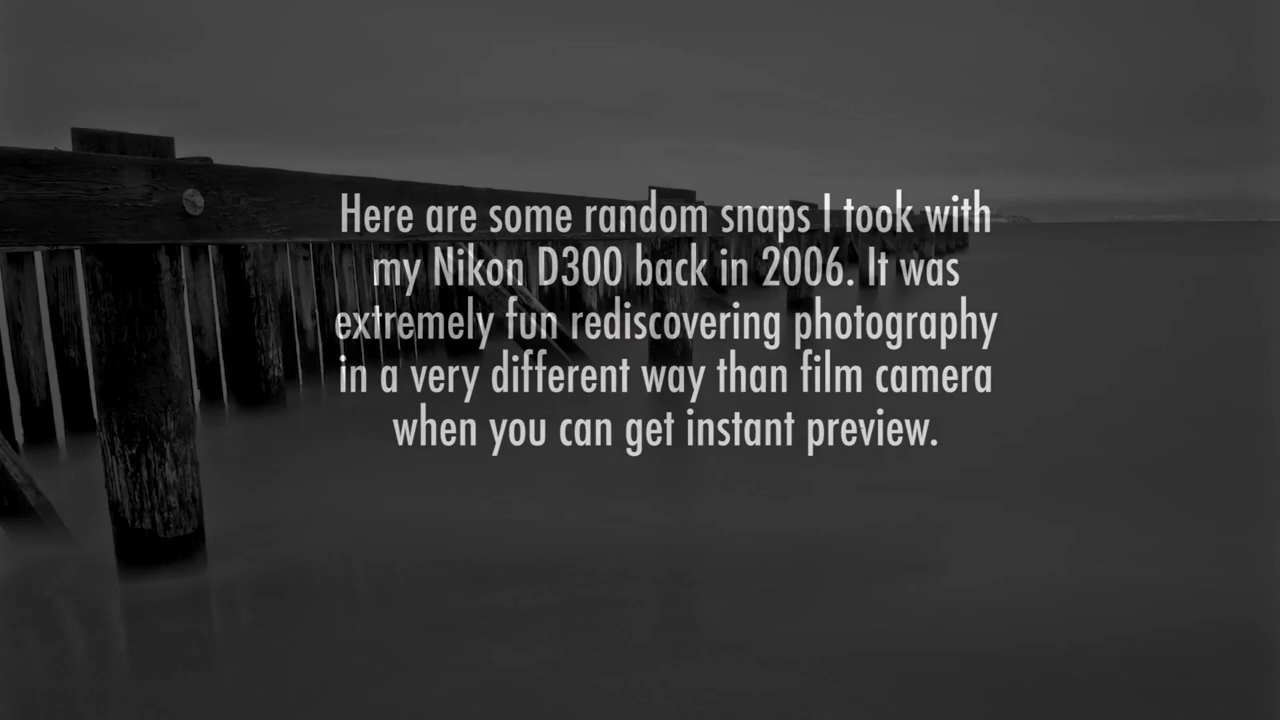 Here are some random snaps I took with
my Nikon D300 back in 2006. It was
extremely fun rediscovering photography
in a very different way than film camera
when you can get instant preview.